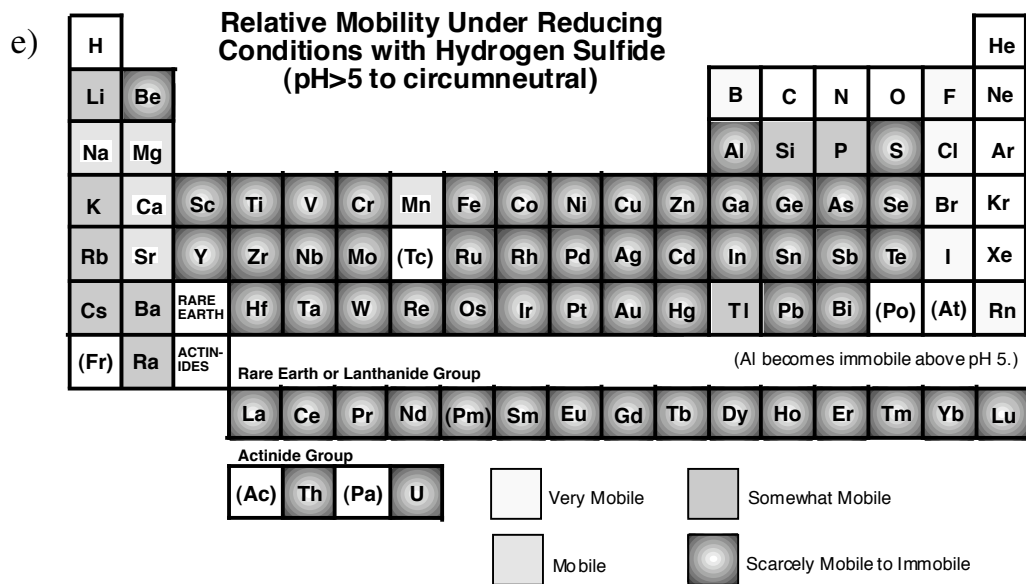 e)
Relative Mobility Under Reducing
Conditions with Hydrogen Sulfide
(pH>5 to circumneutral)
H He
Li Be B C N O F Ne
Na Mg Al Si P S Cl Ar
K Ca Sc Ti V Cr Mn Fe Co Ni Cu Zn Ga Ge As Se Br Kr
Rb Sr Y Zr Nb Mo (Tc) Ru Rh Pd Ag Cd In Sn Sb Te I Xe
Cs Ba RARE
EARTH Hf Ta W Re Os Ir Pt Au Hg Tl Pb Bi (Po) (At) Rn
(Fr) Ra ACTIN-
IDES
(Al becomes immobile above pH 5.)
Rare Earth or Lanthanide Group
La Ce Pr Nd (Pm) Sm Eu Gd Tb Dy Ho Er Tm Yb Lu
Actinide Group
(Ac) Th (Pa) U
Very Mobile
Somewhat Mobile
Mobile
Scarcely Mobile to Immobile